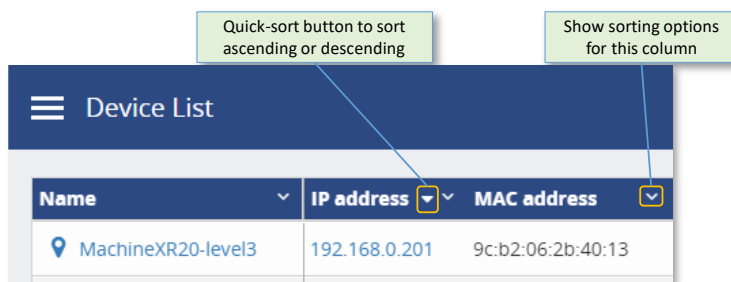 Quick-sort button to sort
ascending or descending
Show sorting options
for this column
Device List
Name IP address MAC address
MachineXR20-level3 192.168.0.201 9c:b2:06:2b:40:13